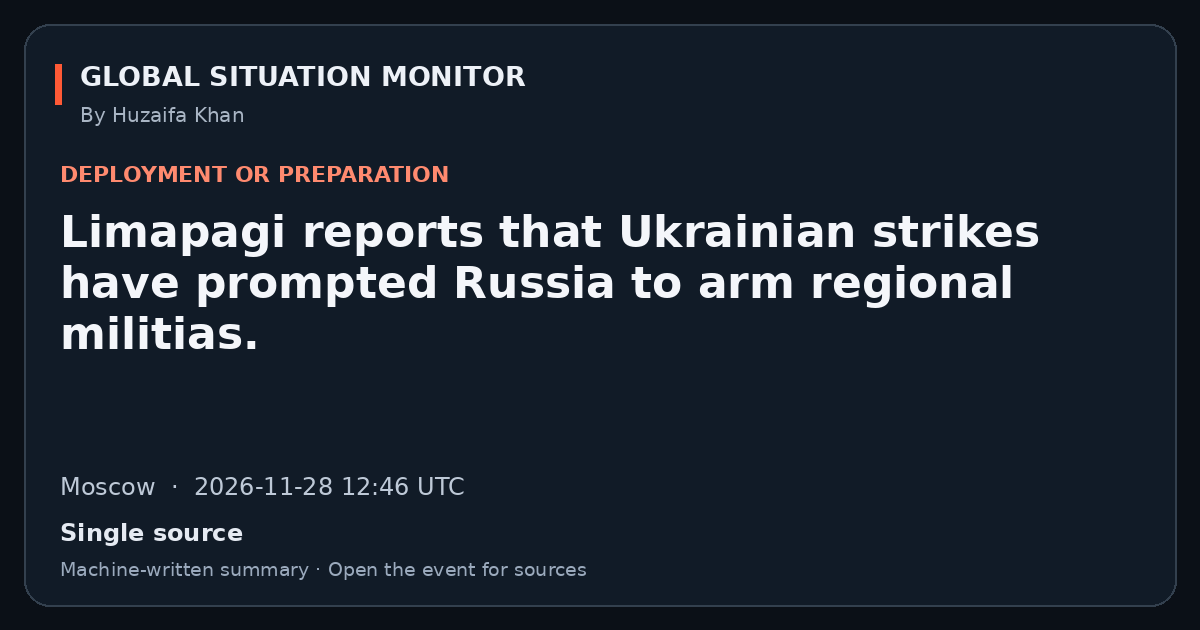 GLOBAL SITUATION MONITOR
By Huzaifa Khan
DEPLOYMENT OR PREPARATION
Limapagi reports that Ukrainian strikes
have prompted Russia to arm regional
militias.
Moscow · 2026-11-28 12:46 UTC
Single source
Machine-written summary · Open the event for sources